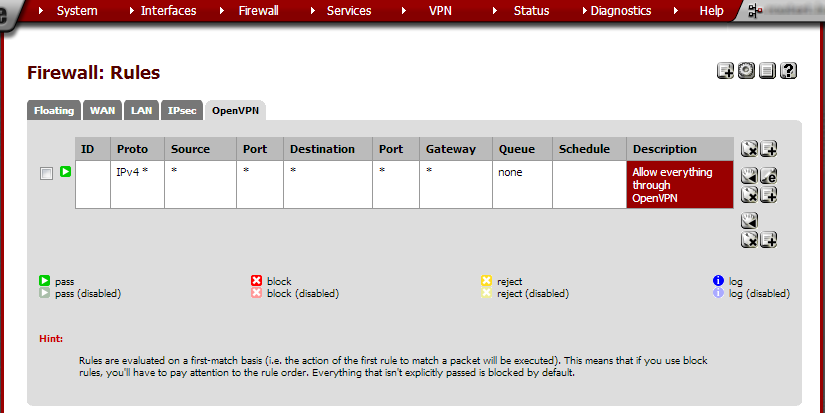 System Interfaces Firewall Services VPN Status Diagnostics Help
Firewall: Rules
Floating WAN LAN IPsec OpenVPN
ID Proto Source Port Destination Port Gateway Queue Schedule Description
IPv4 * * * * * * none Allow everything
through
OpenVPN
pass block reject log
pass (disabled) block (disabled) reject (disabled) log (disabled)
Hint:
Rules are evaluated on a first-match basis (i.e. the action of the first rule to match a packet will be executed). This means that if you use block
rules, you'll have to pay attention to the rule order. Everything that isn't explicitly passed is blocked by default.